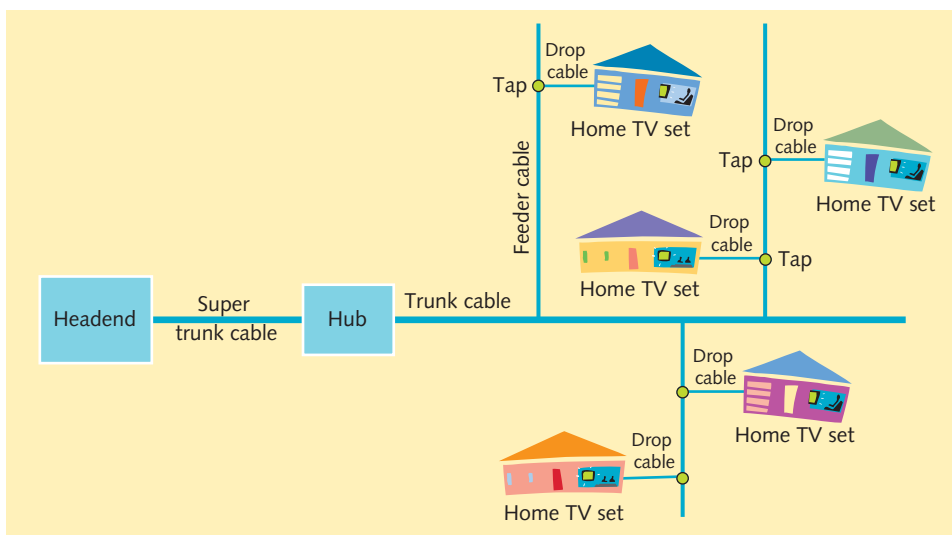 Drop
cable
Tap
Home TV set
Feeder cable
Drop
cable
Tap
Home TV set
Drop
cable
Tap
Home TV set
Headend
Super
trunk cable
Hub
Trunk cable
Drop
cable
Home TV set
Drop
cable
Home TV set